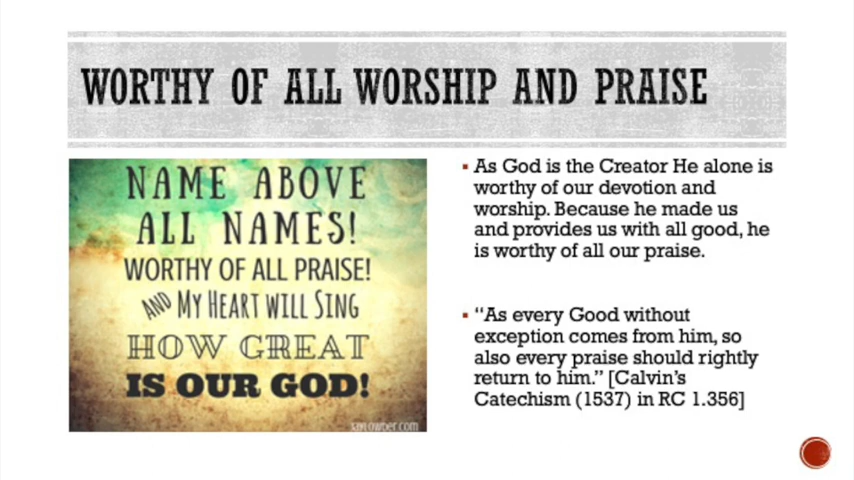 WORTHY OF ALL WORSHIP AND PRAISE
NAME ABOVE
ALL NAMES!
WORTHY OF ALL PRAISE!
AND MY HEART WILL SING
HOW GREAT
IS OUR GOD!
As God is the Creator He alone is
worthy of our devotion and
worship. Because he made us
and provides us with all good, he
is worthy of all our praise.
“As every Good without
exception comes from him, so
also every praise should rightly
return to him.” [Calvin’s
Catechism (1537) in RC 1.356]